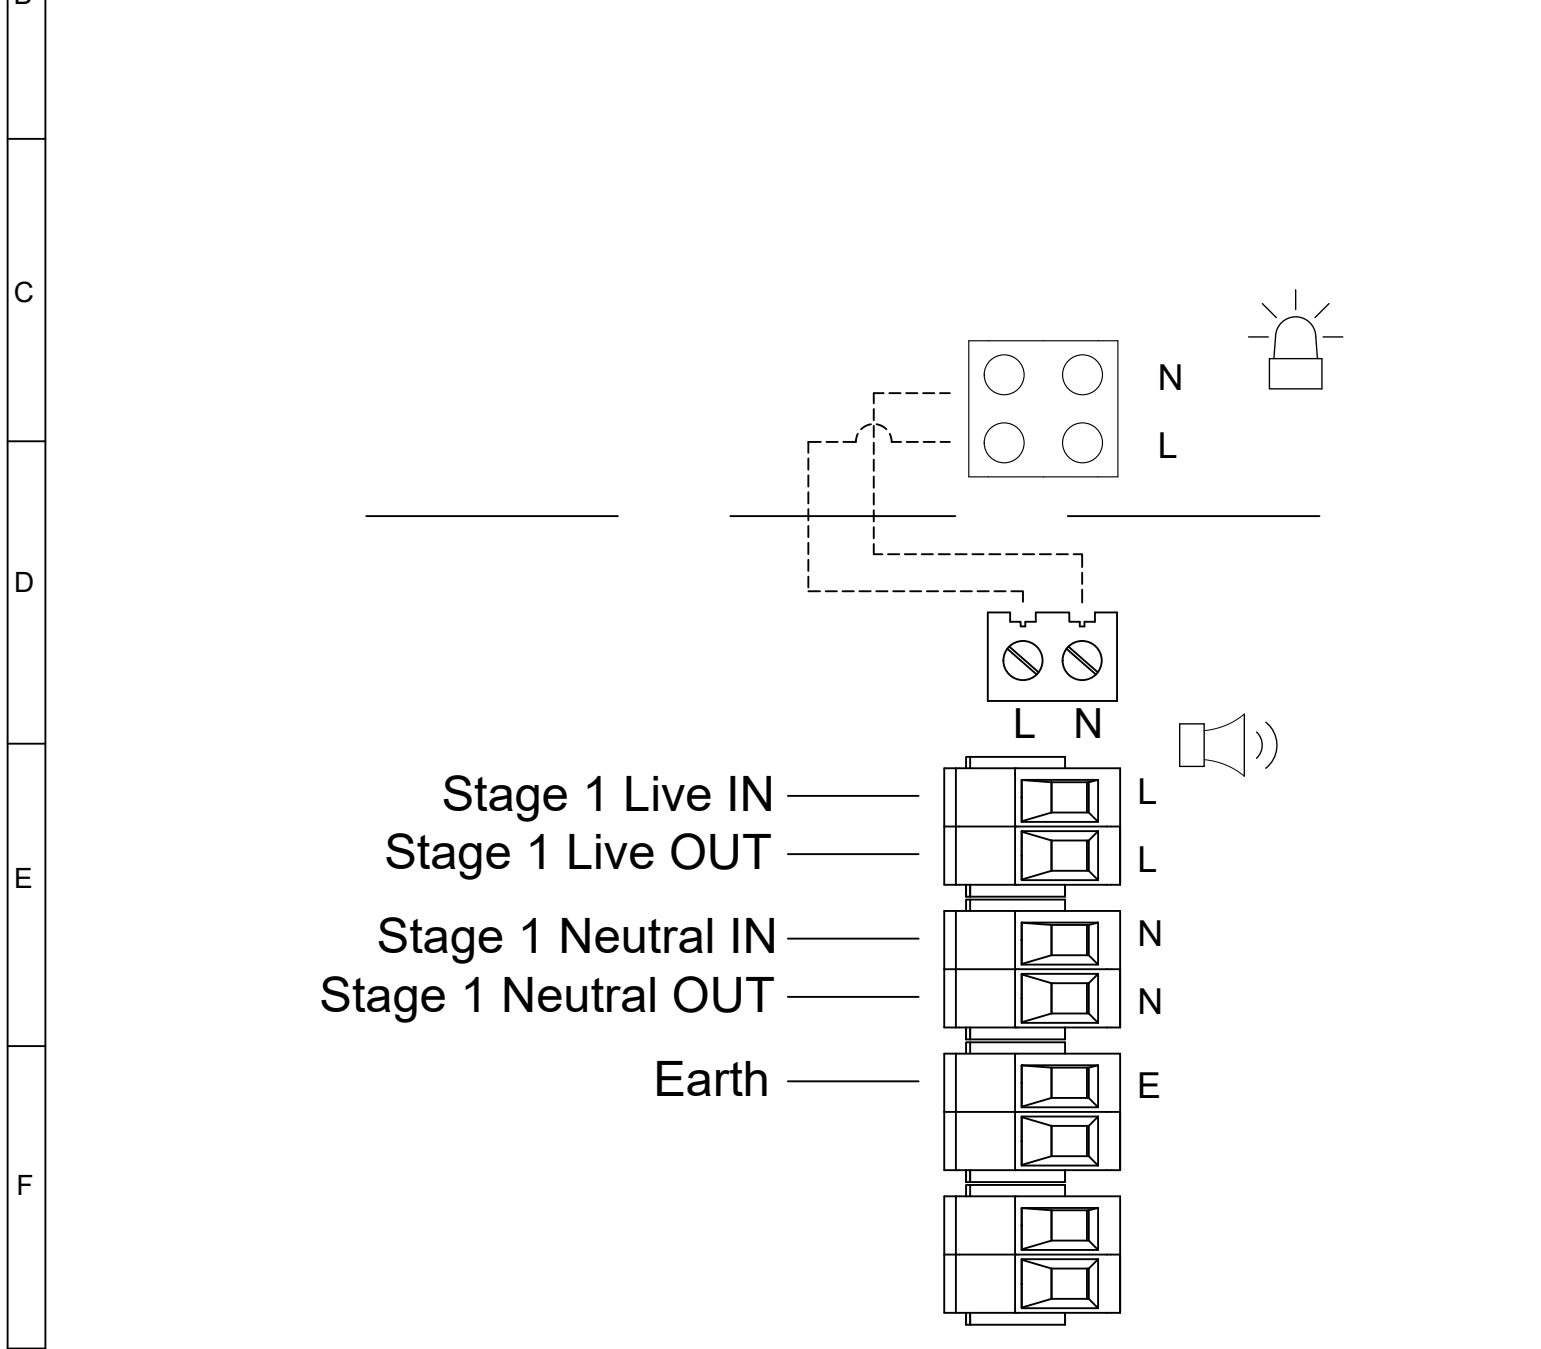 B
C
N
L
D
L N
Stage 1 Live IN L
Stage 1 Live OUT L
E
Stage 1 Neutral IN N
Stage 1 Neutral OUT N
Earth E
F